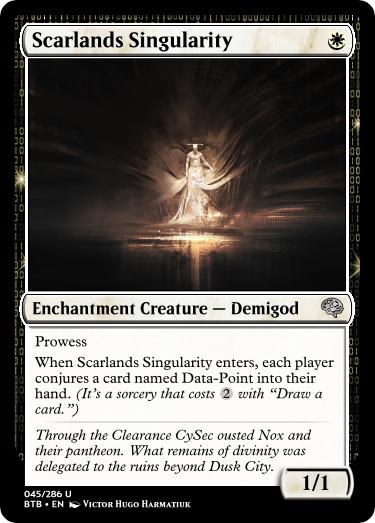 Scarlands Singularity
Enchantment Creature — Demigod
Prowess
When Scarlands Singularity enters, each player
conjures a card named Data-Point into their
hand. (It's a sorcery that costs 2 with “Draw a
card.”)
Through the Clearance CySec ousted Nox and
their pantheon. What remains of divinity was
delegated to the ruins beyond Dusk City.
1/1
045/286 U
BTB • EN Victor Hugo Harmatiuk